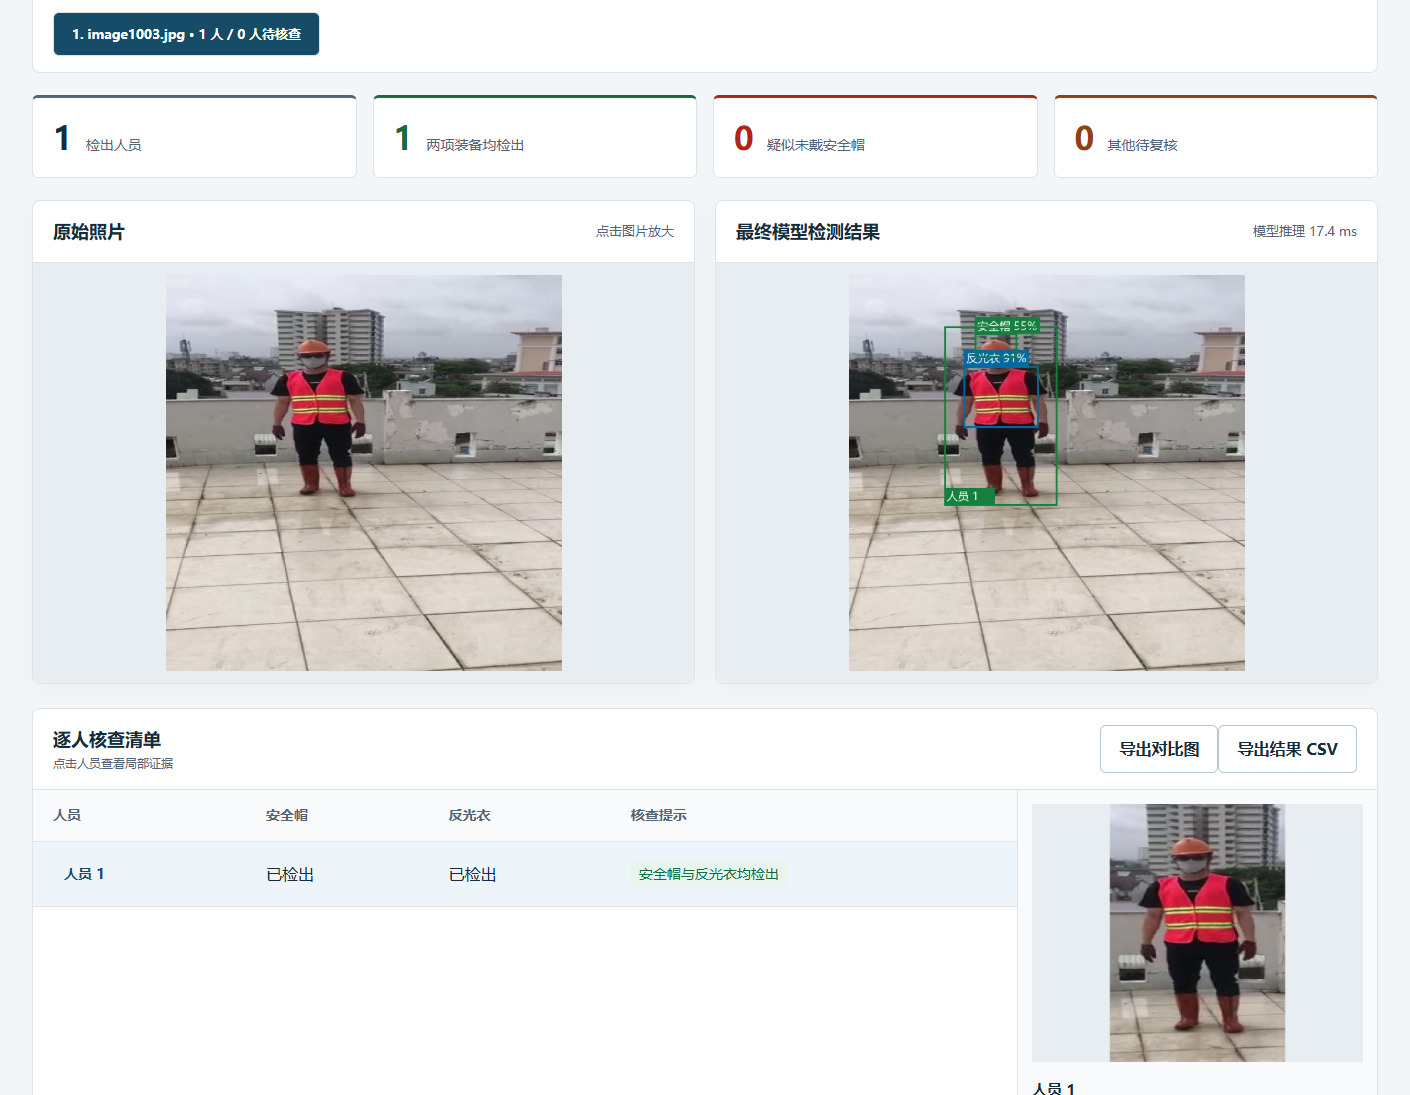 1. image1003.jpg • 1 人 / 0 人待核查
1 检出人员
1 两项装备均检出
0 疑似未戴安全帽
0 其他待复核
原始照片
点击图片放大
最终模型检测结果
模型推理 17.4 ms
安全帽 55%
反光衣 91%
人员 1
逐人核查清单
点击人员查看局部证据
导出对比图
导出结果 CSV
人员 安全帽 反光衣 核查提示
人员 1 已检出 已检出 安全帽与反光衣均检出
人员 1